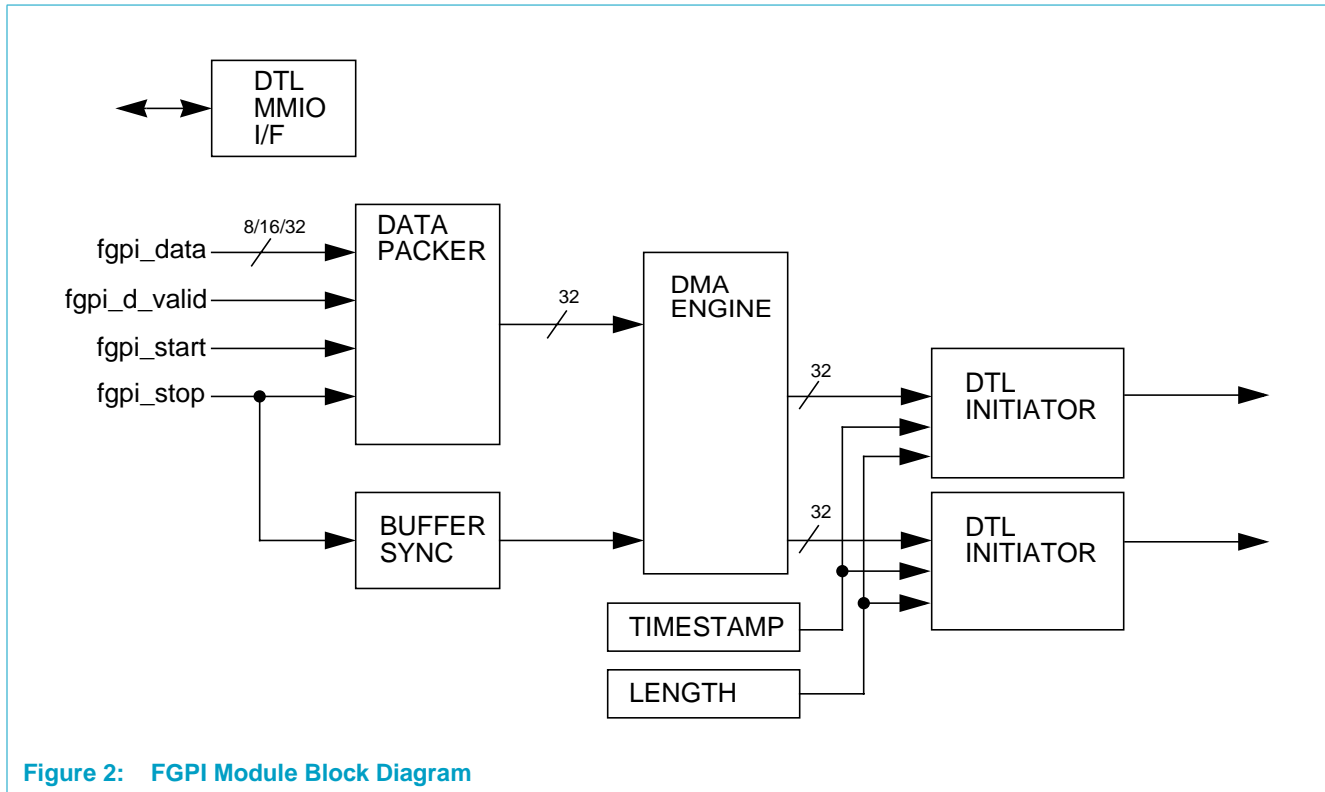 DTL
MMIO
I/F
8/16/32
fgpi_data
fgpi_d_valid
fgpi_start
fgpi_stop
DATA
PACKER
32
DMA
ENGINE
32
DTL
INITIATOR
BUFFER
SYNC
32
DTL
INITIATOR
TIMESTAMP
LENGTH
Figure 2: FGPI Module Block Diagram